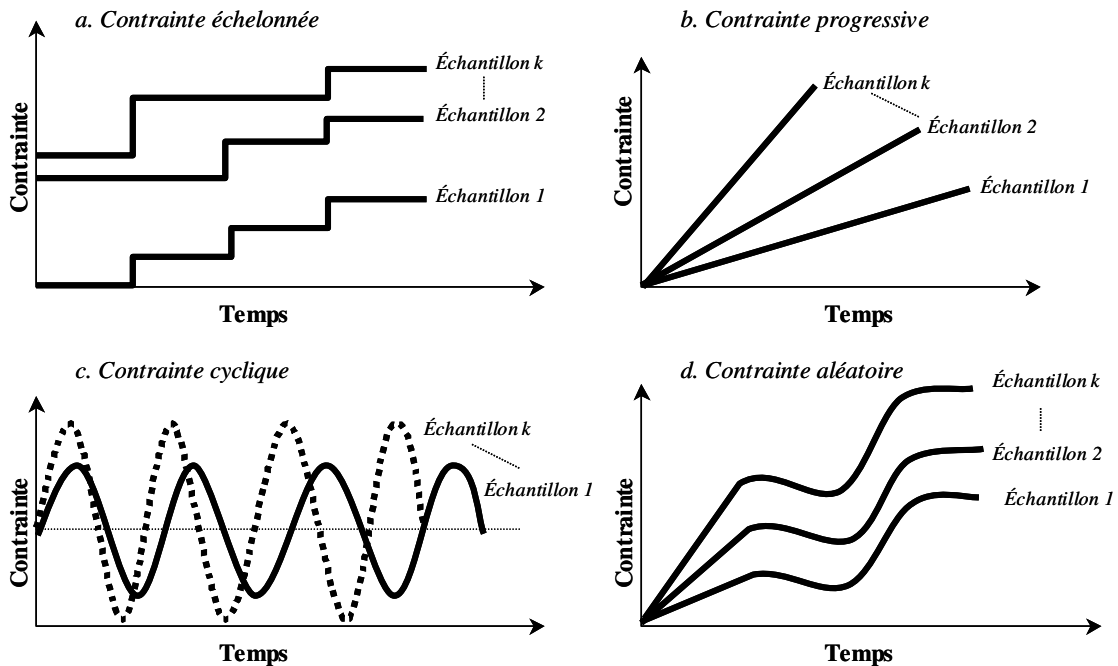 a. Contrainte échelonnée
Contrainte
Échantillon k
Échantillon 2
Échantillon 1
Temps
b. Contrainte progressive
Contrainte
Échantillon k
Échantillon 2
Échantillon 1
Temps
c. Contrainte cyclique
Contrainte
Échantillon k
Échantillon 1
Temps
d. Contrainte aléatoire
Contrainte
Échantillon k
Échantillon 2
Échantillon 1
Temps